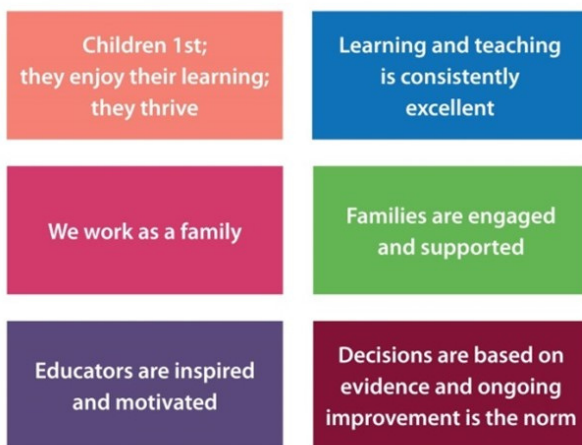 Children 1st;
they enjoy their learning;
they thrive
Learning and teaching
is consistently
excellent
We work as a family
Families are engaged
and supported
Educators are inspired
and motivated
Decisions are based on
evidence and ongoing
improvement is the norm